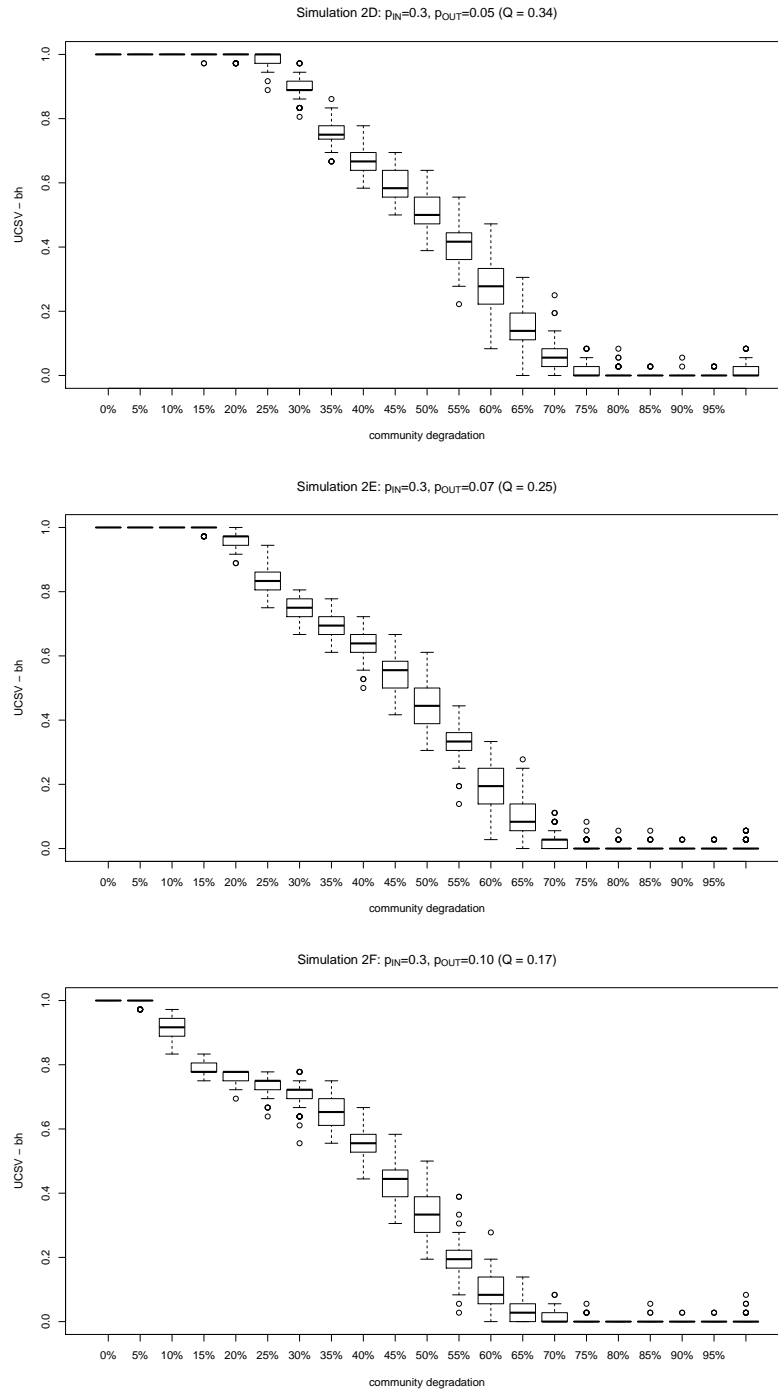 Simulation 2D: pIN=0.3, pOUT=0.05 (Q = 0.34)
UCSV − bh
1.0
0.8
0.6
0.4
0.2
0.0
0% 5% 10% 15% 20% 25% 30% 35% 40% 45% 50% 55% 60% 65% 70% 75% 80% 85% 90% 95%
community degradation
Simulation 2E: pIN=0.3, pOUT=0.07 (Q = 0.25)
UCSV − bh
1.0
0.8
0.6
0.4
0.2
0.0
0% 5% 10% 15% 20% 25% 30% 35% 40% 45% 50% 55% 60% 65% 70% 75% 80% 85% 90% 95%
community degradation
Simulation 2F: pIN=0.3, pOUT=0.10 (Q = 0.17)
UCSV − bh
1.0
0.8
0.6
0.4
0.2
0.0
0% 5% 10% 15% 20% 25% 30% 35% 40% 45% 50% 55% 60% 65% 70% 75% 80% 85% 90% 95%
community degradation